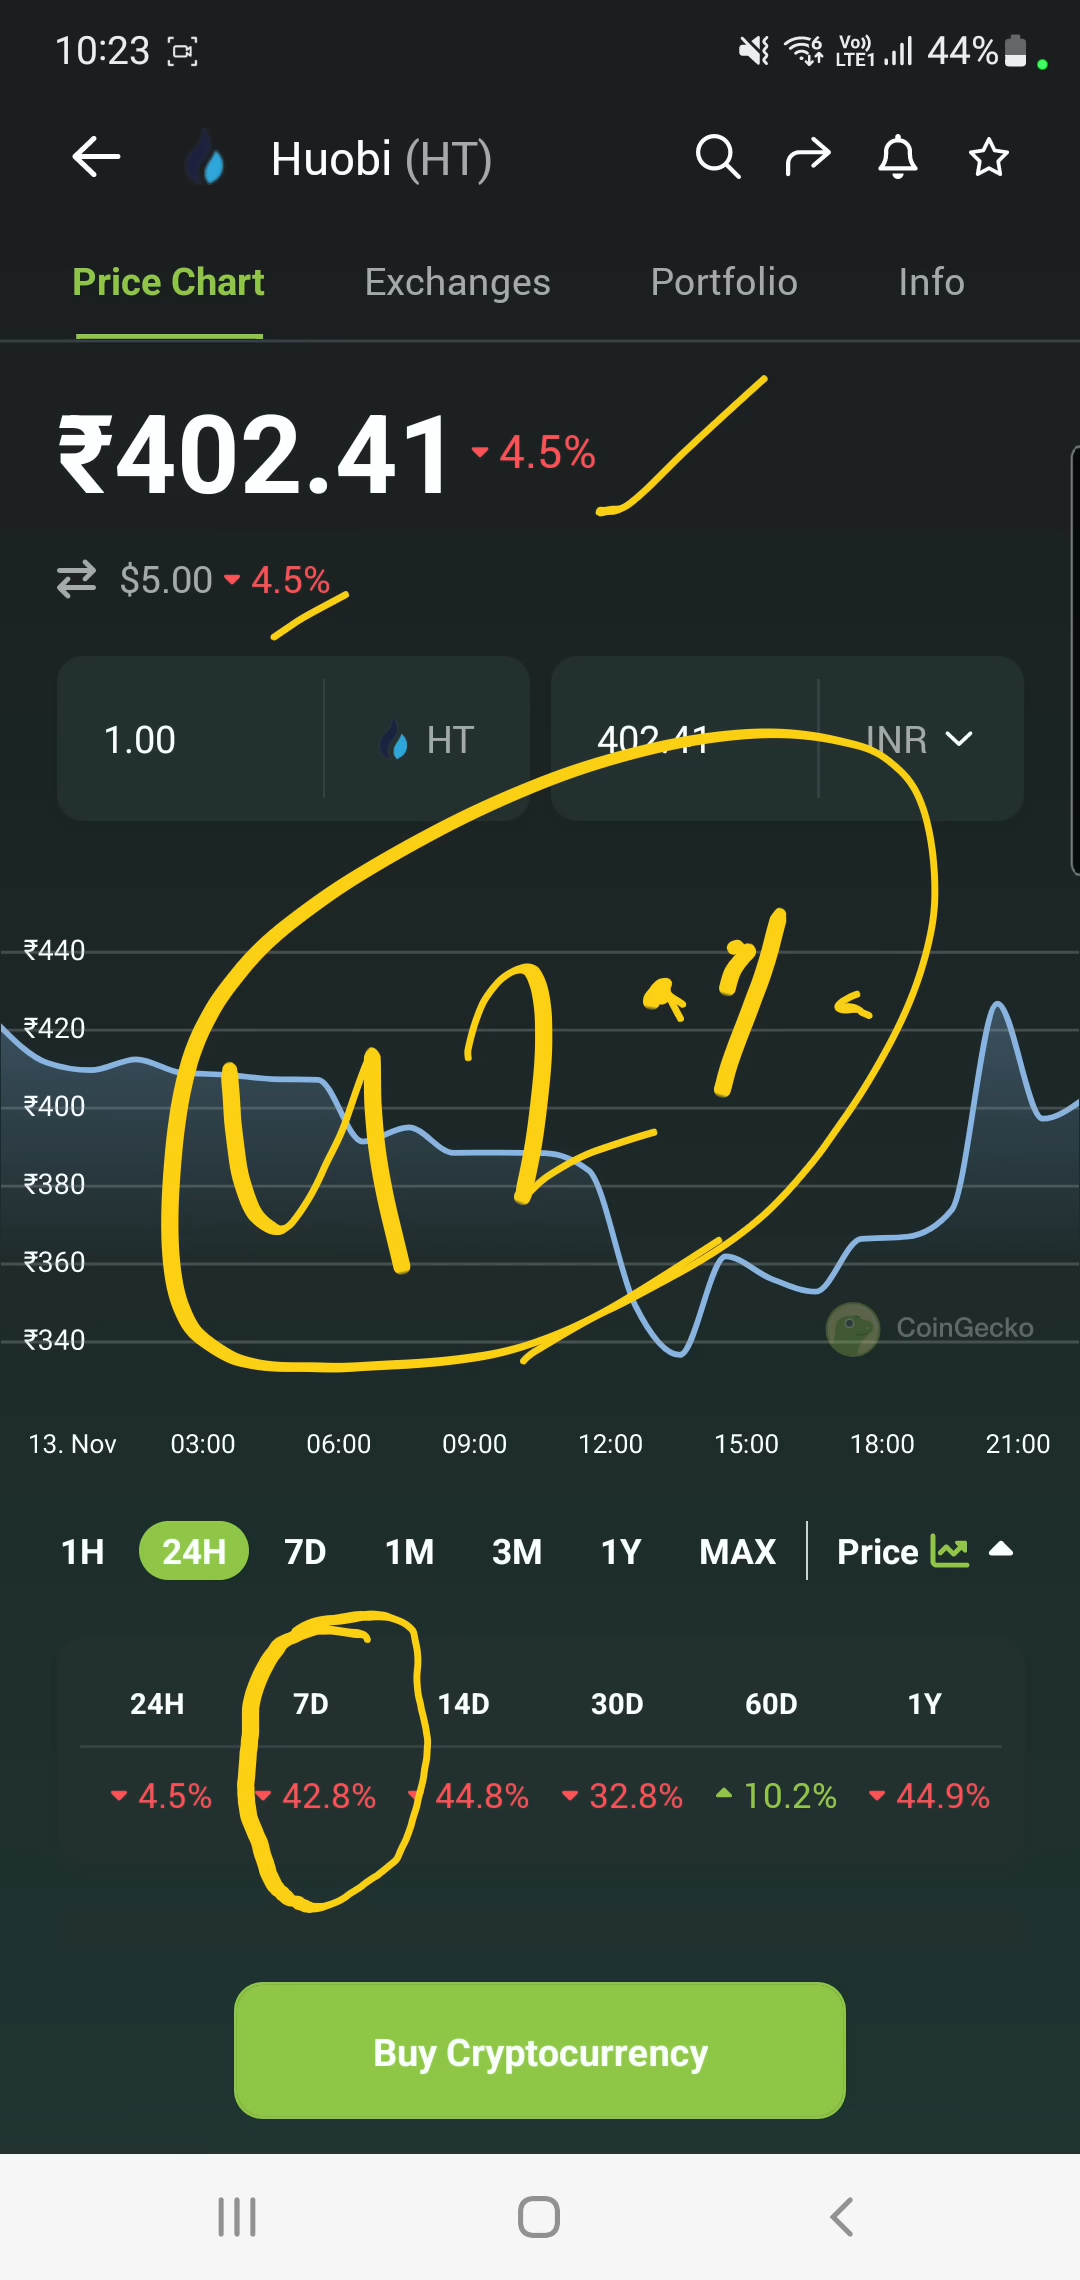 10:23 Vo)) LTE1 44%
Huobi (HT)
Price Chart Exchanges Portfolio Info
₹402.41 4.5%
$5.00 4.5%
1.00 HT 402.41 INR
42 %
₹440
₹420
₹400
₹380
₹360
₹340
CoinGecko
13. Nov 03:00 06:00 09:00 12:00 15:00 18:00 21:00
1H 24H 7D 1M 3M 1Y MAX Price
24H 7D 14D 30D 60D 1Y
4.5% 42.8% 44.8% 32.8% 10.2% 44.9%
Buy Cryptocurrency